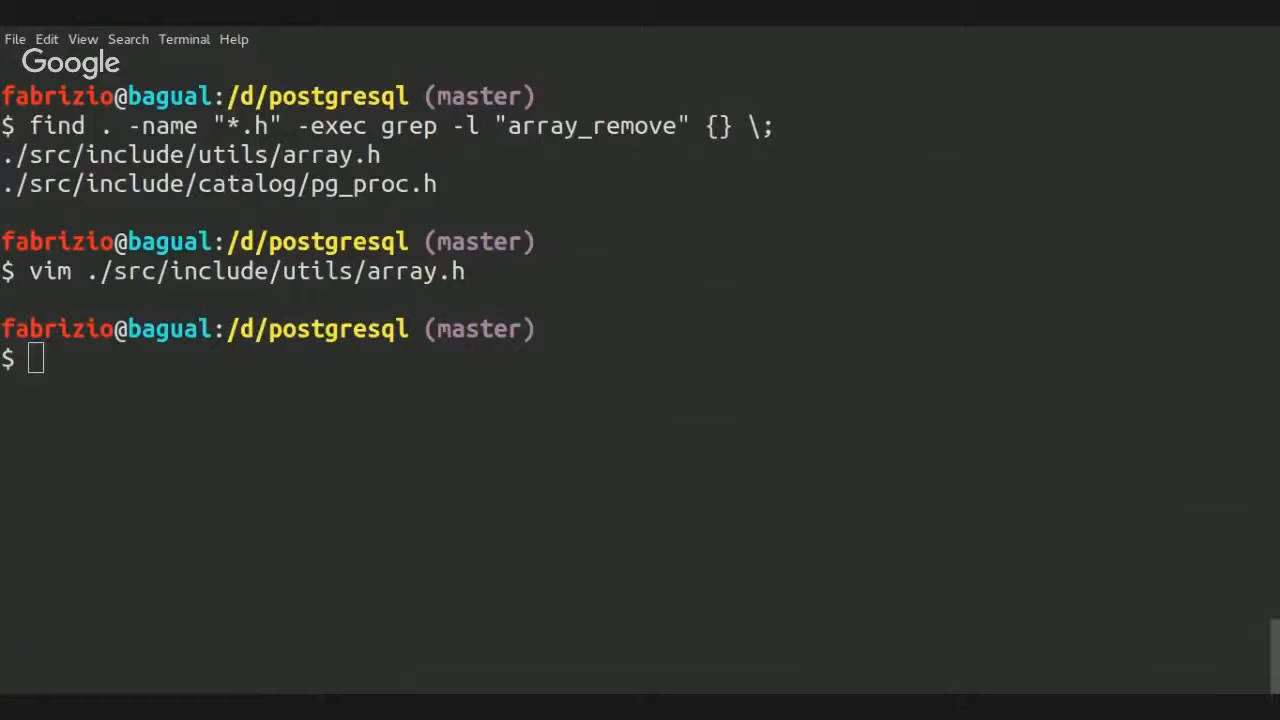 File Edit View Search Terminal Help
Google
fabrizio@bagual:/d/postgresql (master)
$ find . -name "*.h" -exec grep -l "array_remove" {} \;
./src/include/utils/array.h
./src/include/catalog/pg_proc.h
fabrizio@bagual:/d/postgresql (master)
$ vim ./src/include/utils/array.h
fabrizio@bagual:/d/postgresql (master)
$